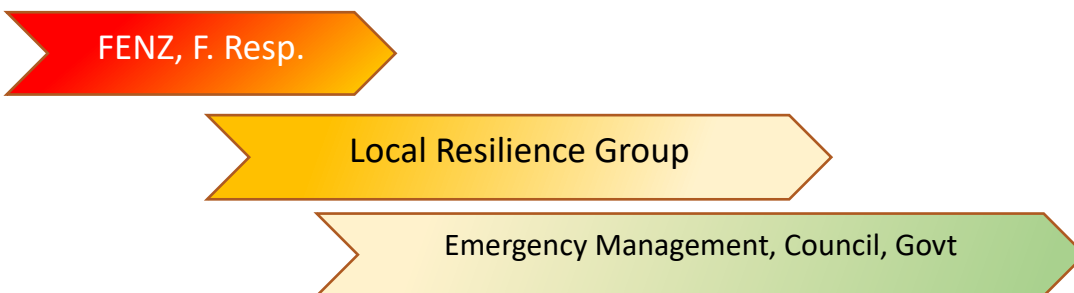 FENZ, F. Resp.
Local Resilience Group
Emergency Management, Council, Govt